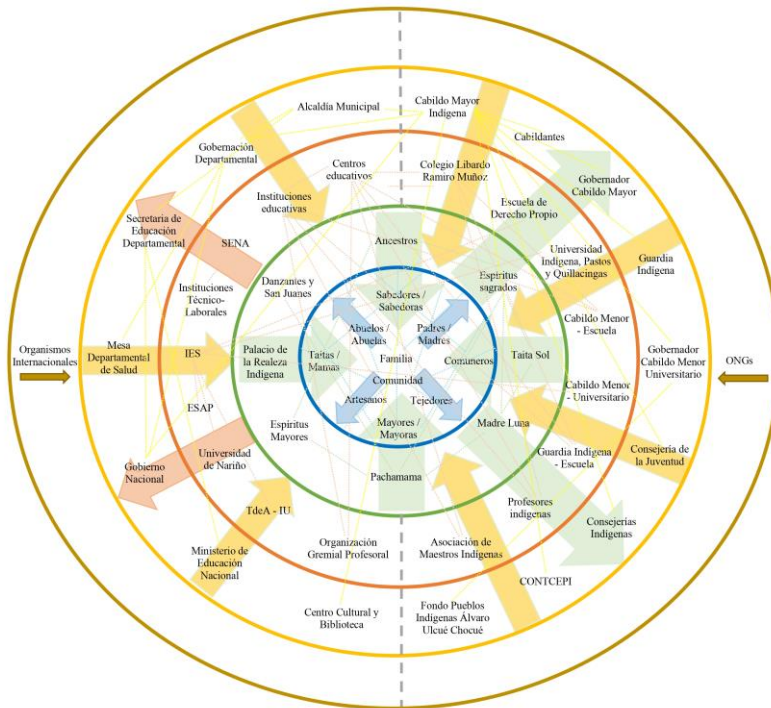 Alcaldía Municipal
Cabildo Mayor
Indígena
Cabildantes
Gobernación
Departamental
Centros
educativos
Colegio Libardo
Ramiro Muñoz
Gobernador
Cabildo Mayor
Instituciones
educativas
Escuela de
Derecho Propio
Secretaria de
Educación
Departamental
SENA
Ancestros
Universidad
indígena, Pastos
y Quillacingas
Guardia
Indígena
Danzantes y
San Juanes
Espíritus
sagrados
Instituciones
Técnico-
Laborales
Sabedores /
Sabedoras
Cabildo Menor
- Escuela
Abuelos /
Abuelas
Padres /
Madres
Organismos
Internacionales
Mesa
Departamental
de Salud
IES
Palacio de
la Realeza
Indígena
Taitas /
Mamas
Familia
Comuneros
Taita Sol
Gobernador
Cabildo Menor
Universitario
ONGs
Comunidad
Cabildo Menor
- Universitario
Artesanos
Tejedores
ESAP
Espíritus
Mayores
Mayores /
Mayoras
Madre Luna
Gobierno
Nacional
Universidad
de Nariño
Guardia Indígena
- Escuela
Consejería de
la Juventud
Pachamama
TdeA - IU
Profesores
indígenas
Consejerías
Indígenas
Ministerio de
Educación
Nacional
Organización
Gremial Profesoral
Asociación de
Maestros Indígenas
CONTCEPI
Centro Cultural y
Biblioteca
Fondo Pueblos
Indígenas Álvaro
Ulcué Chocué